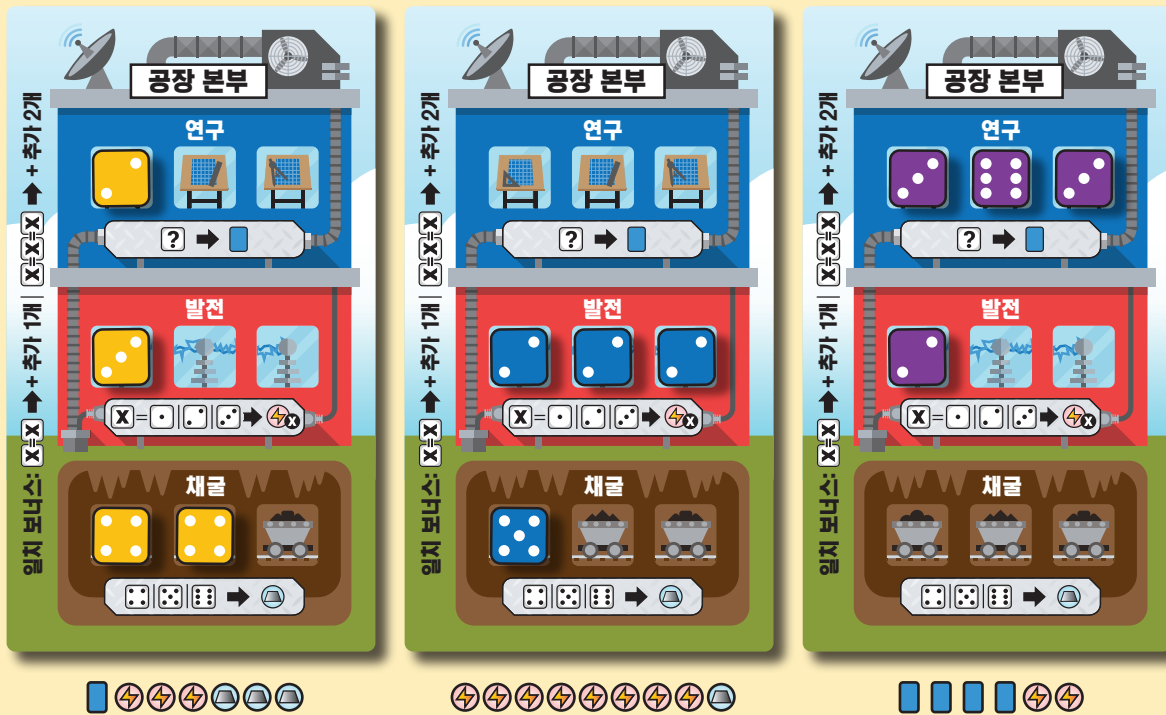 공장 본부
연구
? 
발전
X =
X
채굴
일치 보너스: X=X + 추가 1개 | X=X=X + 추가 2개
공장 본부
연구
?
발전
X =
X
채굴
일치 보너스: X=X + 추가 1개 | X=X=X + 추가 2개
공장 본부
연구
?
발전
X =
X
채굴
일치 보너스: X=X + 추가 1개 | X=X=X + 추가 2개